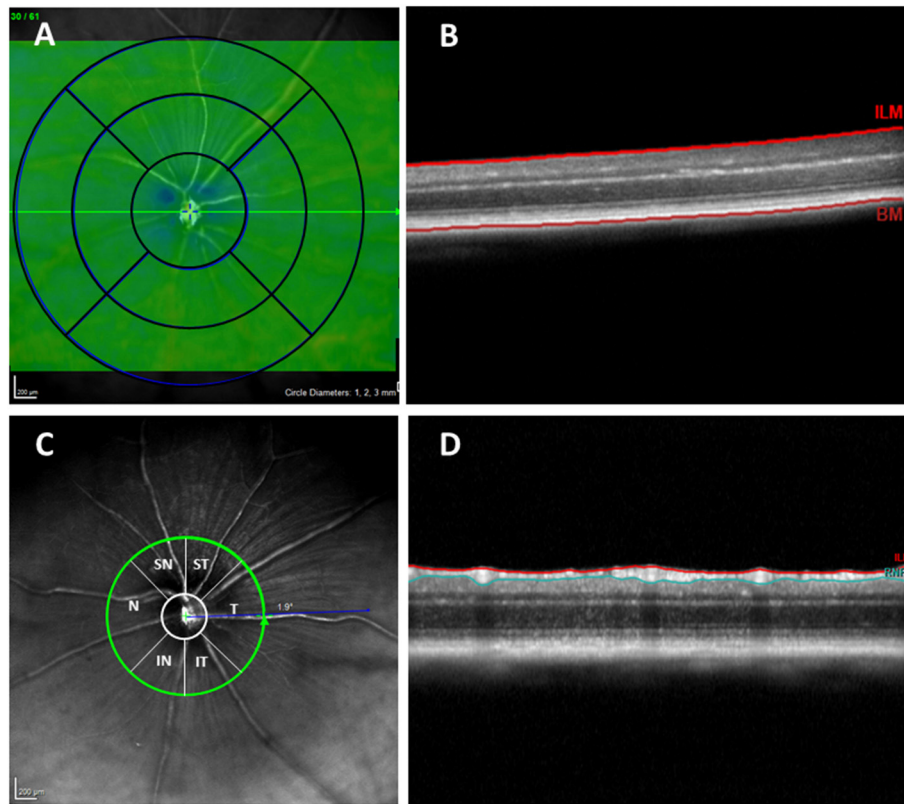 30 / 61
A
200 µm
Circle Diameters: 1, 2, 3 mm
B
ILM
BM
C
SN ST
N T 1.9°
IN IT
200 µm
D